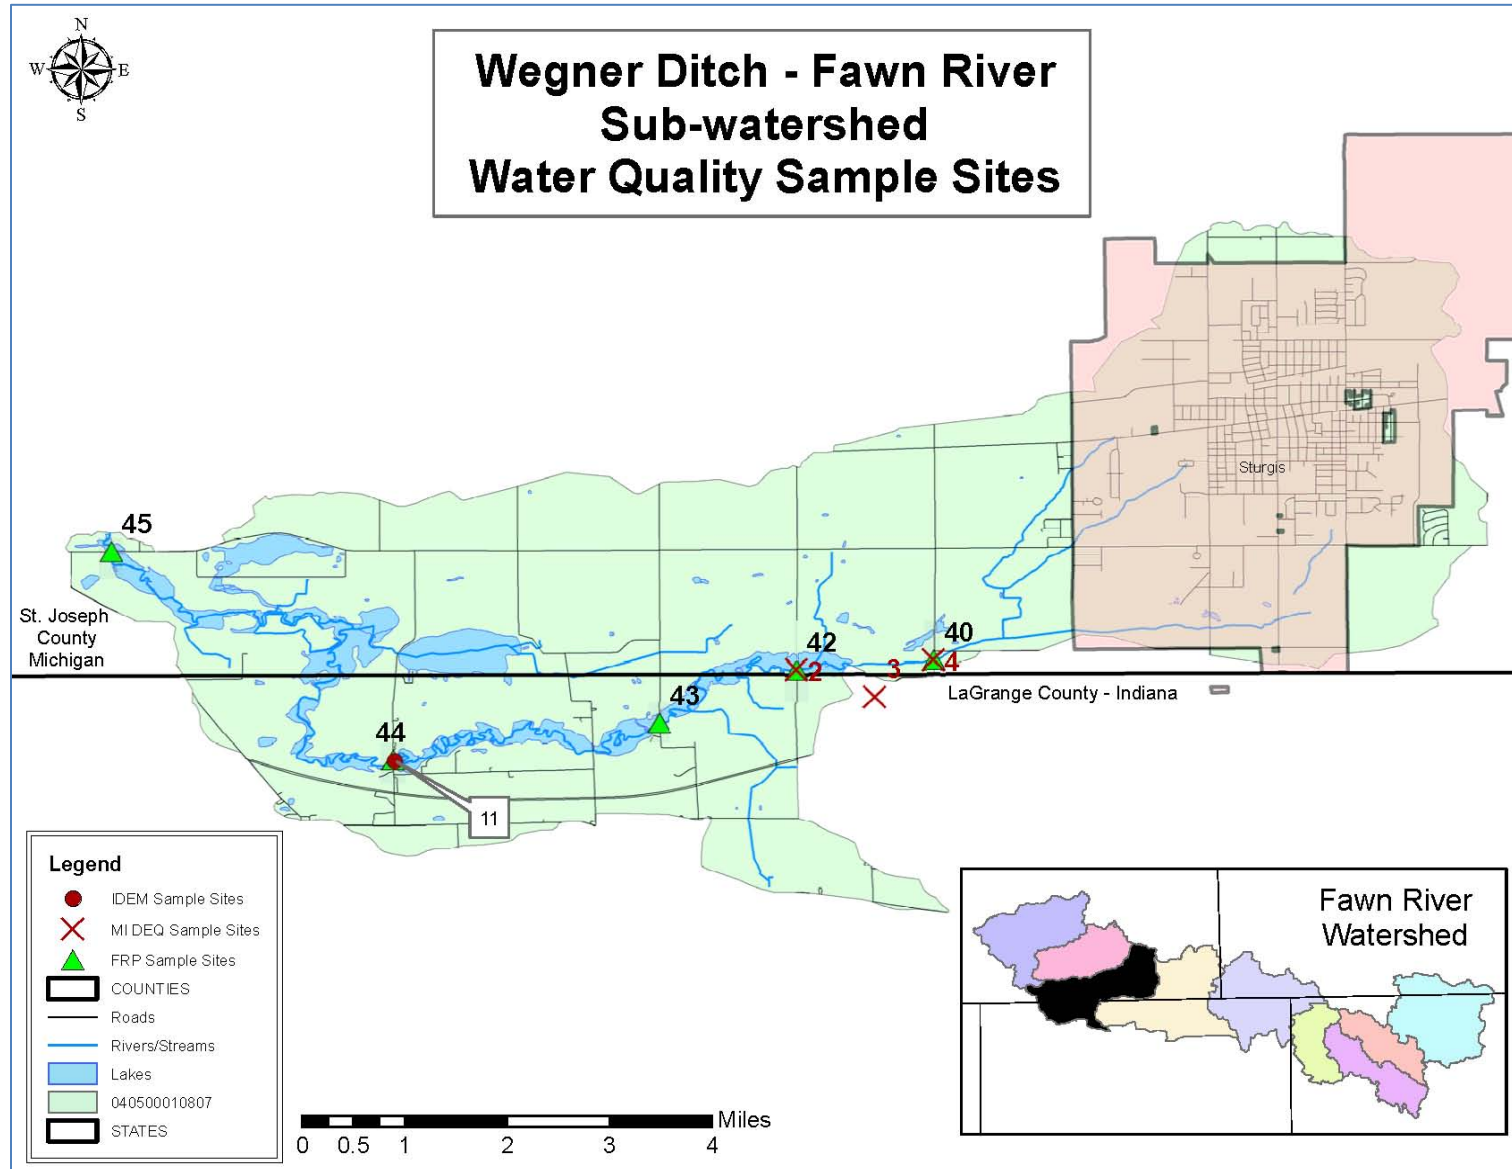 N
W E
S
Wegner Ditch - Fawn River
Sub-watershed
Water Quality Sample Sites
Sturgis
45
St. Joseph
County
Michigan
42
40
2
3
4
LaGrange County - Indiana
43
44
11
Legend
IDEM Sample Sites
MI DEQ Sample Sites
FRP Sample Sites
COUNTIES
Roads
Rivers/Streams
Lakes
040500010807
STATES
Miles
0 0.5 1 2 3 4
Fawn River
Watershed